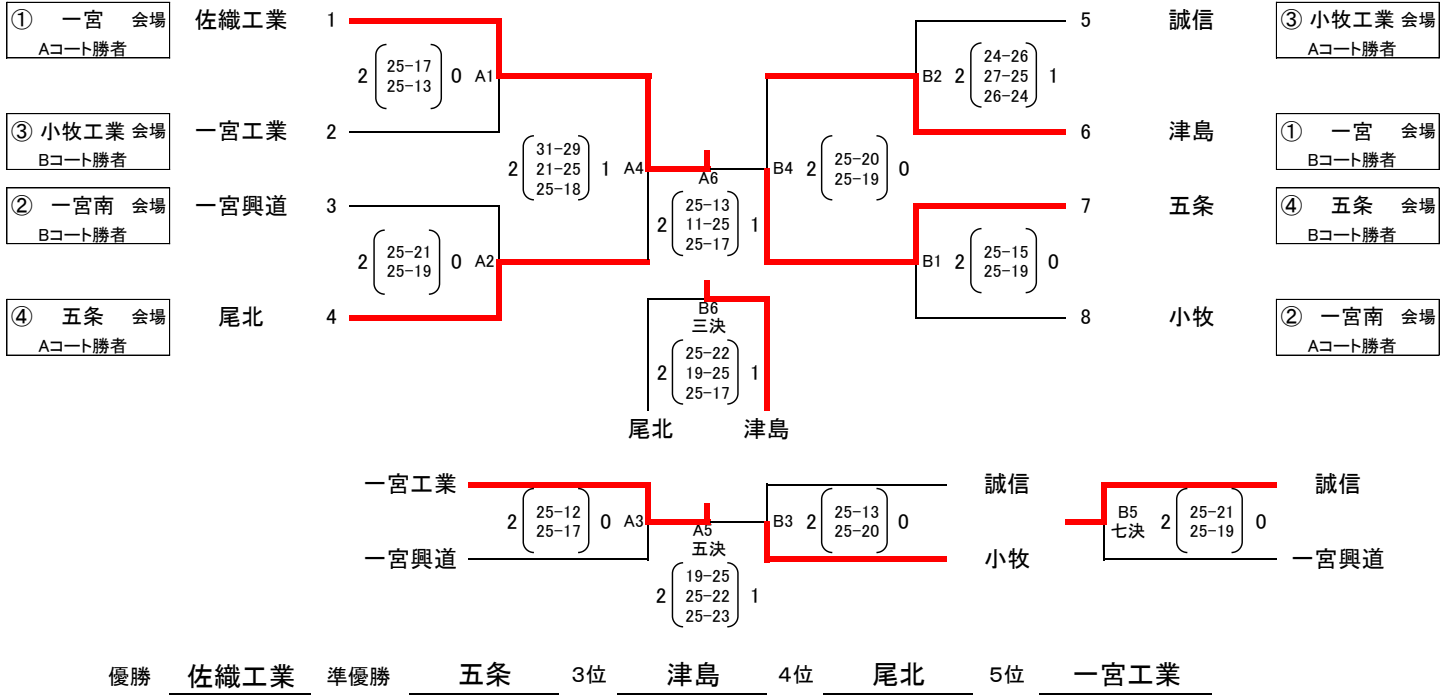 ① 一宮 会場
Aコート勝者
佐織工業 1
2 25-17 0 A1
25-13
③ 小牧工業 会場
Bコート勝者
一宮工業 2
② 一宮南 会場
Bコート勝者
一宮興道 3
2 25-21 0 A2
25-19
④ 五条 会場
Aコート勝者
尾北 4
31-29
2 21-25 1 A4
25-18
A6
25-13
2 11-25 1
25-17
5 誠信
③ 小牧工業 会場
Aコート勝者
24-26
B2 2 27-25 1
26-24
6 津島
① 一宮 会場
Bコート勝者
B4 2 25-20 0
25-19
7 五条
④ 五条 会場
Bコート勝者
B1 2 25-15 0
25-19
8 小牧
② 一宮南 会場
Aコート勝者
B6
三決
25-22
2 19-25 1
25-17
尾北 津島
一宮工業
2 25-12 0 A3
25-17
一宮興道
A5
五決
19-25
2 25-22 1
25-23
誠信
B3 2 25-13 0
25-20
小牧
誠信
B5 2 25-21 0
七決 25-19
一宮興道
優勝 佐織工業 準優勝 五条 3位 津島 4位 尾北 5位 一宮工業